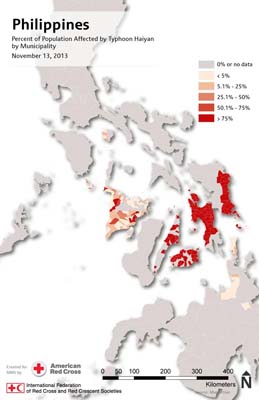 Philippines
Percent of Population Affected by Typhoon Haiyan
by Municipality
November 13, 2013
0% or no data
< 5%
5.1% - 25%
25.1% - 50%
50.1% - 75%
> 75%
Created by
American
Red Cross
International Federation
of Red Cross and Red Crescent Societies
0 50 100 200 300 400
Kilometers
N